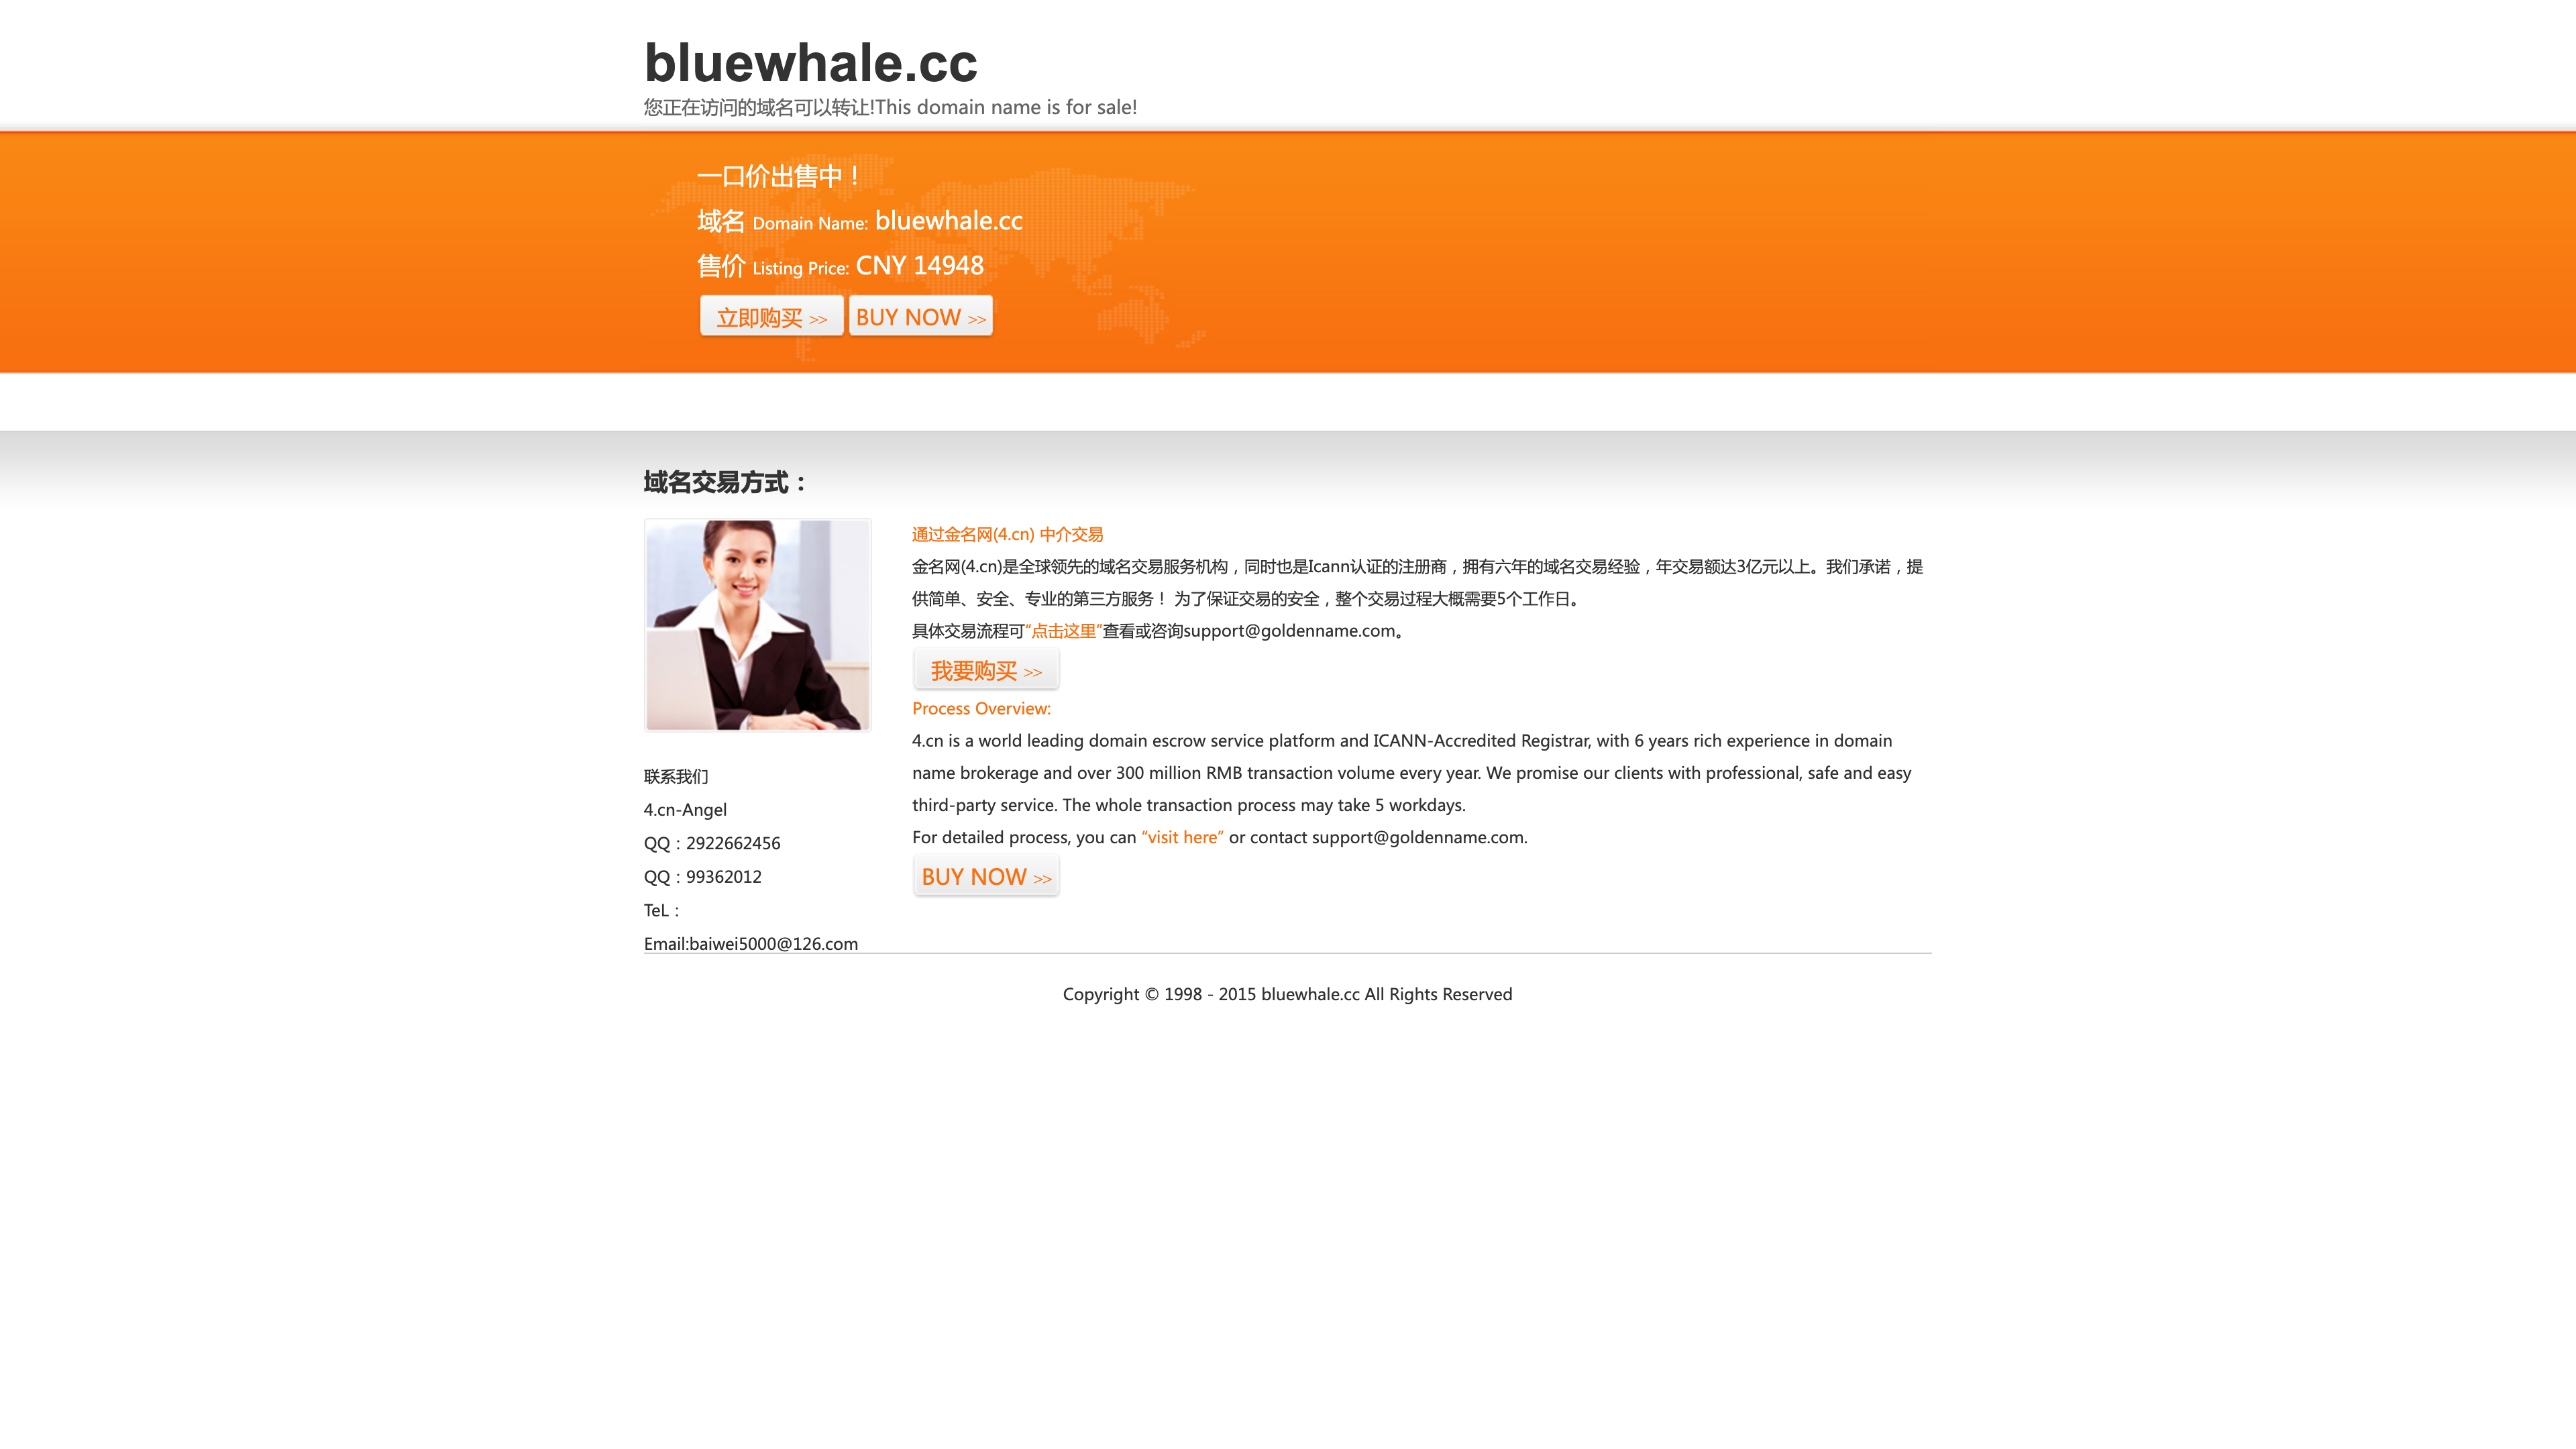 bluewhale.cc
您正在访问的域名可以转让!This domain name is for sale!
一口价出售中！
域名 Domain Name: bluewhale.cc
售价 Listing Price: CNY 14948
立即购买 >> BUY NOW >>
域名交易方式：
通过金名网(4.cn) 中介交易
金名网(4.cn)是全球领先的域名交易服务机构，同时也是Icann认证的注册商，拥有六年的域名交易经验，年交易额达3亿元以上。我们承诺，提
供简单、安全、专业的第三方服务！ 为了保证交易的安全，整个交易过程大概需要5个工作日。
具体交易流程可“点击这里”查看或咨询support@goldenname.com。
我要购买 >>
Process Overview:
4.cn is a world leading domain escrow service platform and ICANN-Accredited Registrar, with 6 years rich experience in domain
name brokerage and over 300 million RMB transaction volume every year. We promise our clients with professional, safe and easy
third-party service. The whole transaction process may take 5 workdays.
For detailed process, you can “visit here” or contact support@goldenname.com.
BUY NOW >>
联系我们
4.cn-Angel
QQ：2922662456
QQ：99362012
TeL：
Email:baiwei5000@126.com
Copyright © 1998 - 2015 bluewhale.cc All Rights Reserved